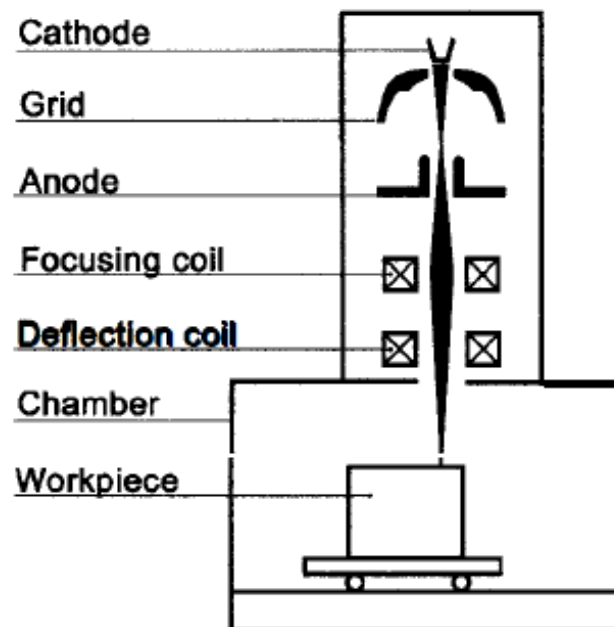 Cathode
Grid
Anode
Focusing coil
Deflection coil
Chamber
Workpiece